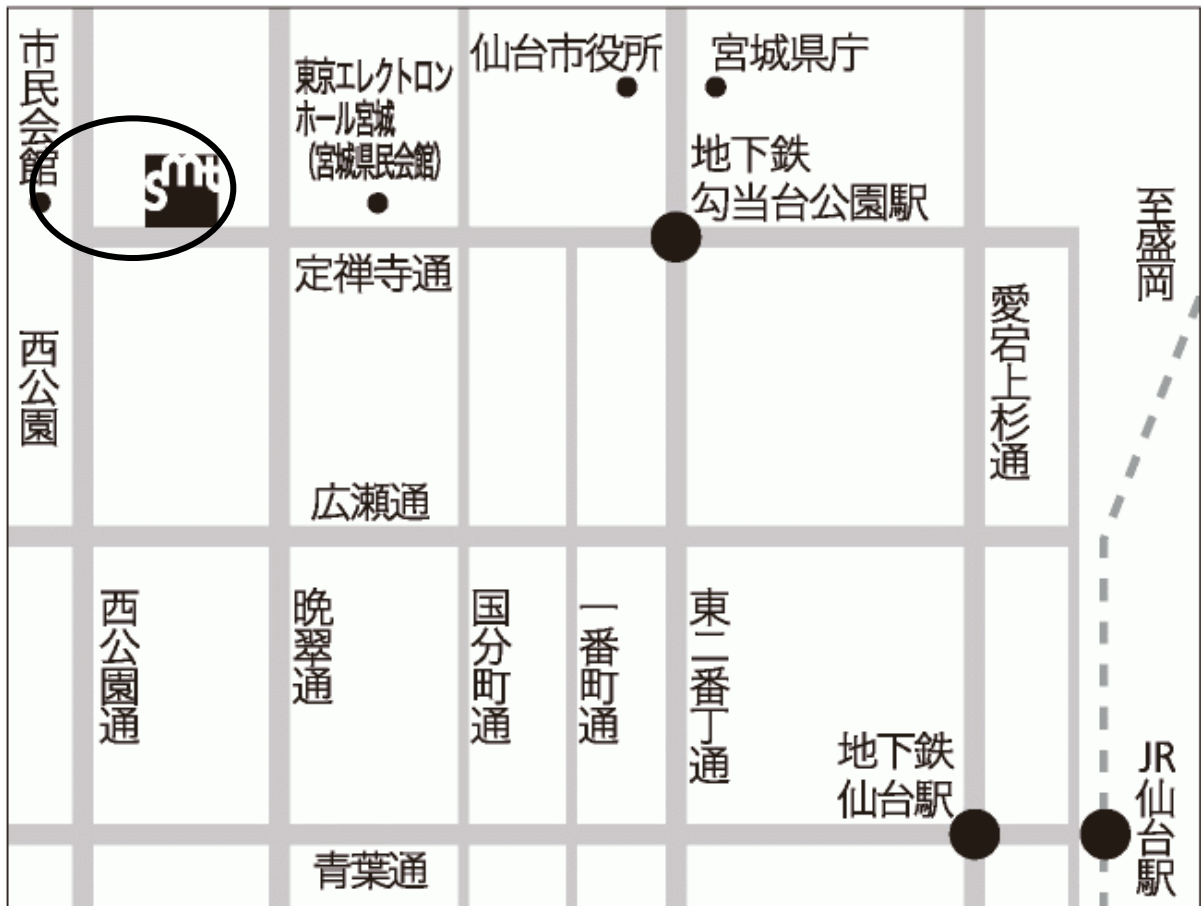 市民会館
smt
東京エレクトロン
ホール宮城
(宮城県民会館)
仙台市役所
宮城県庁
地下鉄
勾当台公園駅
至盛岡
定禅寺通
西公園
愛宕上杉通
広瀬通
西公園通
晩翠通
国分町通
一番町通
東二番丁通
地下鉄
仙台駅
JR
仙台駅
青葉通